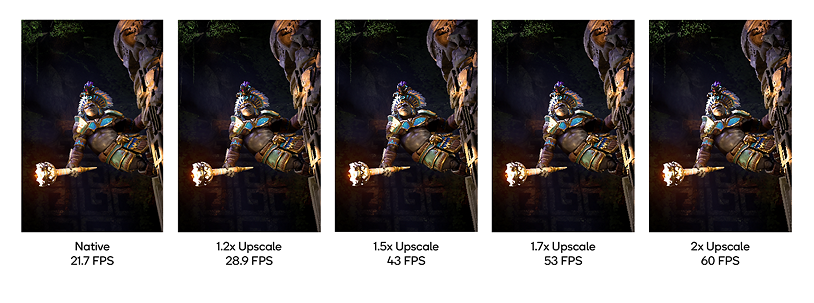 Native
21.7 FPS
1.2x Upscale
28.9 FPS
1.5x Upscale
43 FPS
1.7x Upscale
53 FPS
2x Upscale
60 FPS